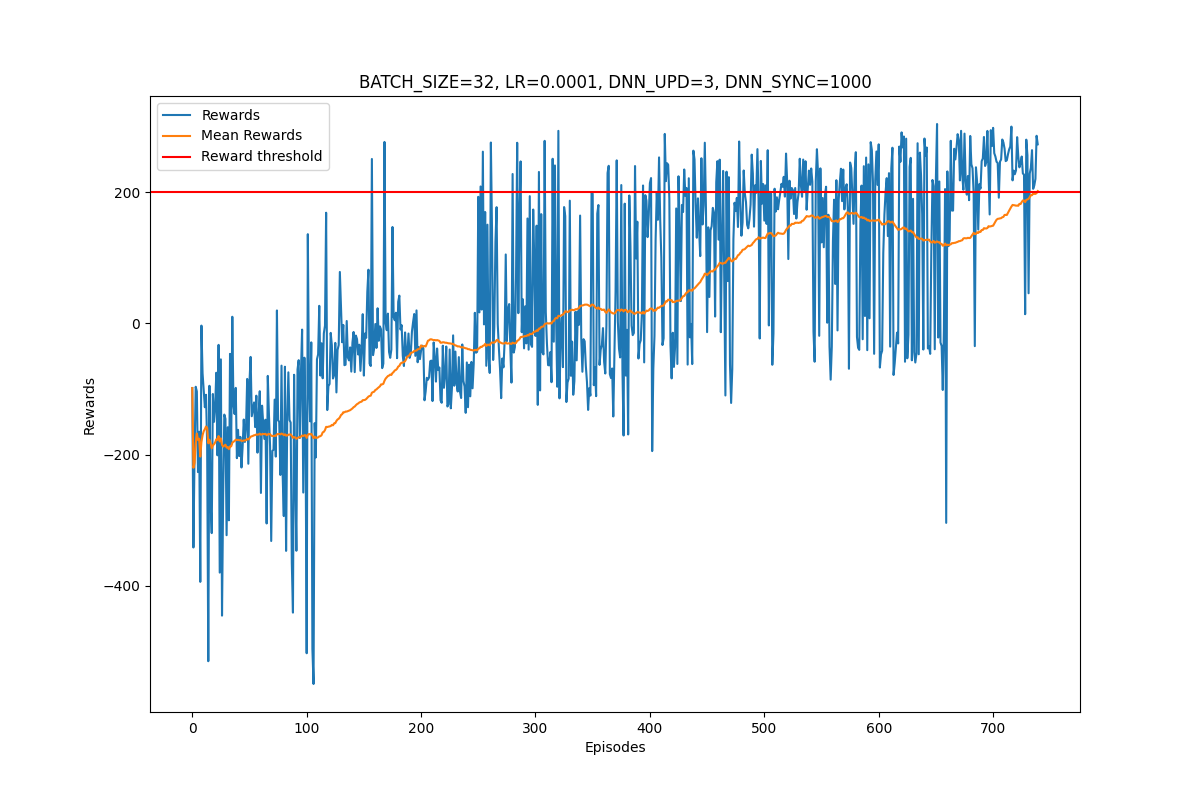 BATCH_SIZE=32, LR=0.0001, DNN_UPD=3, DNN_SYNC=1000
Rewards
Mean Rewards
Reward threshold
200
0
−200
−400
Rewards
0 100 200 300 400 500 600 700
Episodes